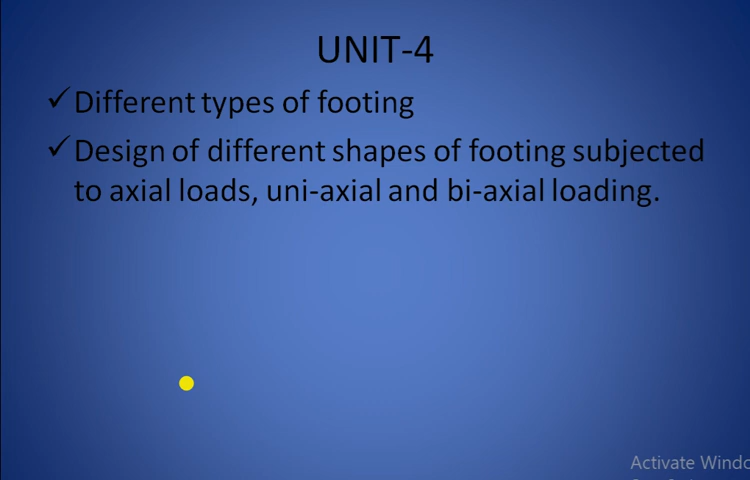 UNIT-4
✓ Different types of footing
✓ Design of different shapes of footing subjected
to axial loads, uni-axial and bi-axial loading.
Activate